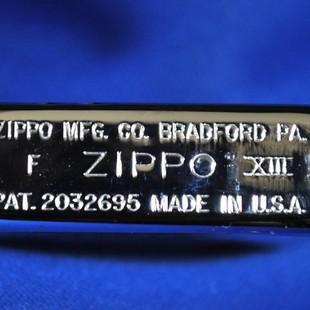 ZIPPO MFG. CO. BRADFORD PA.
F ZIPPO XIII
PAT. 2032695 MADE IN U.S.A.